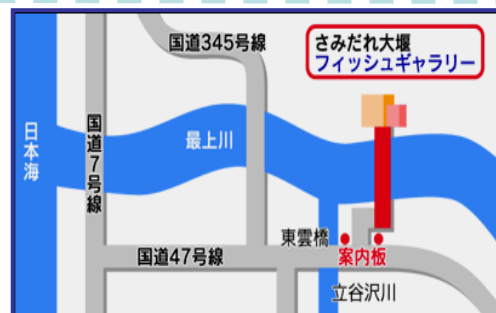 国道345号線
さみだれ大堰
フィッシュギャラリー
日本海
国道7号線
最上川
東雲橋
国道47号線
案内板
立谷沢川